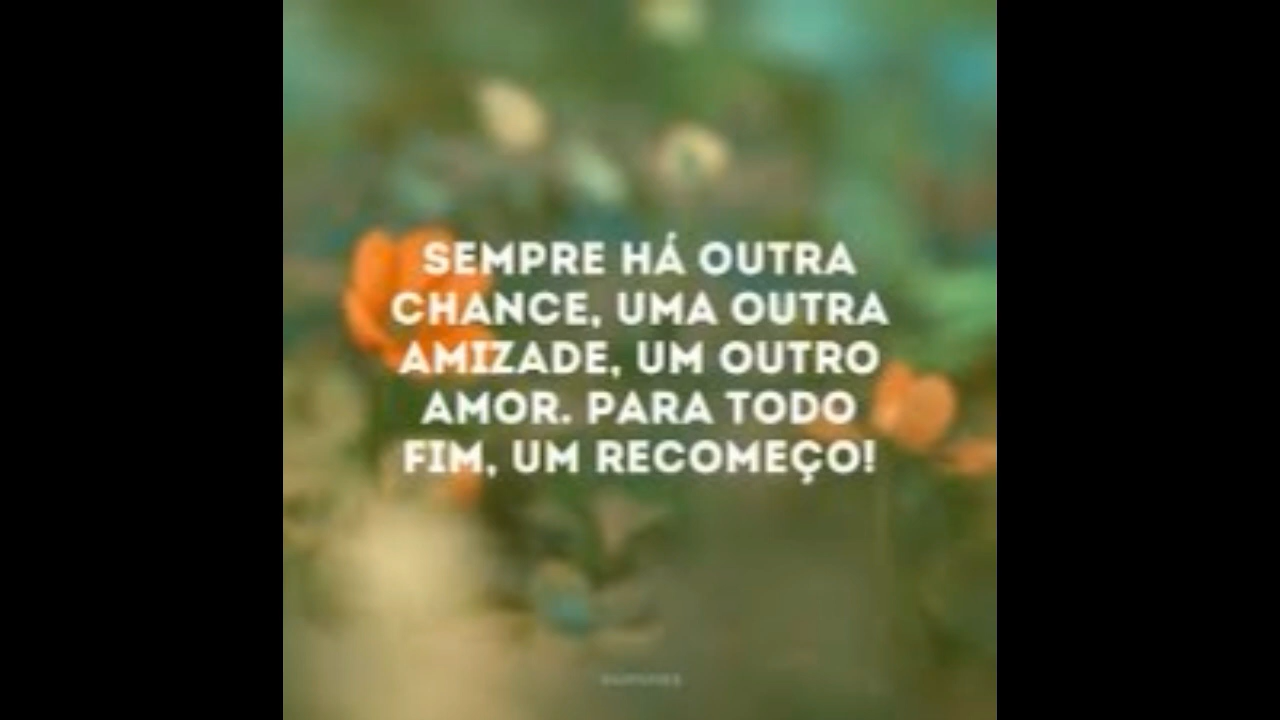 SEMPRE HÁ OUTRA
CHANCE, UMA OUTRA
AMIZADE, UM OUTRO
AMOR. PARA TODO
FIM, UM RECOMEÇO!